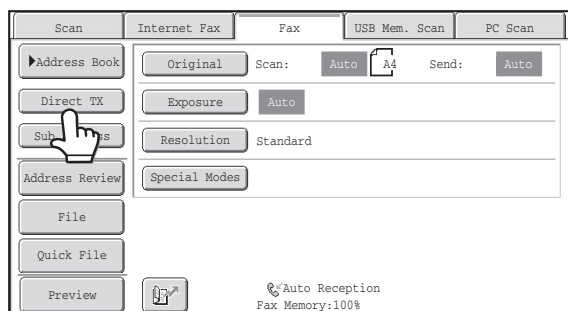 Scan Internet Fax Fax USB Mem. Scan PC Scan
Address Book Original Scan: Auto A4 Send: Auto
Direct TX Exposure Auto
Sub Resolution Standard
Address Review Special Modes
File
Quick File
Preview Auto Reception
Fax Memory:100%